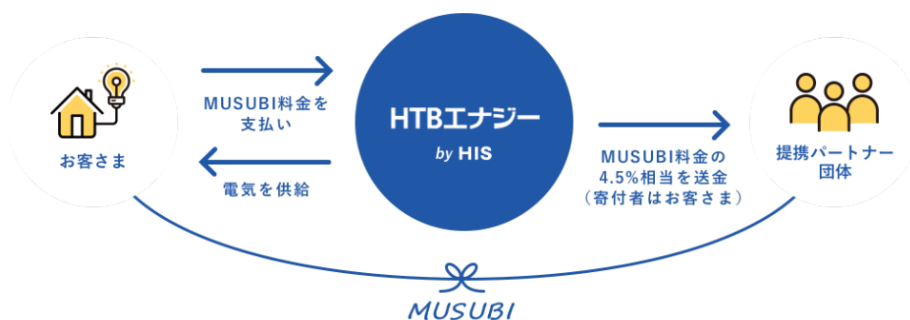 MUSUBI料金を
支払い
お客さま
電気を供給
HTBエナジー
by HIS
MUSUBI料金の
4.5%相当を送金
（寄付者はお客さま）
提携パートナー
団体
MUSUBI